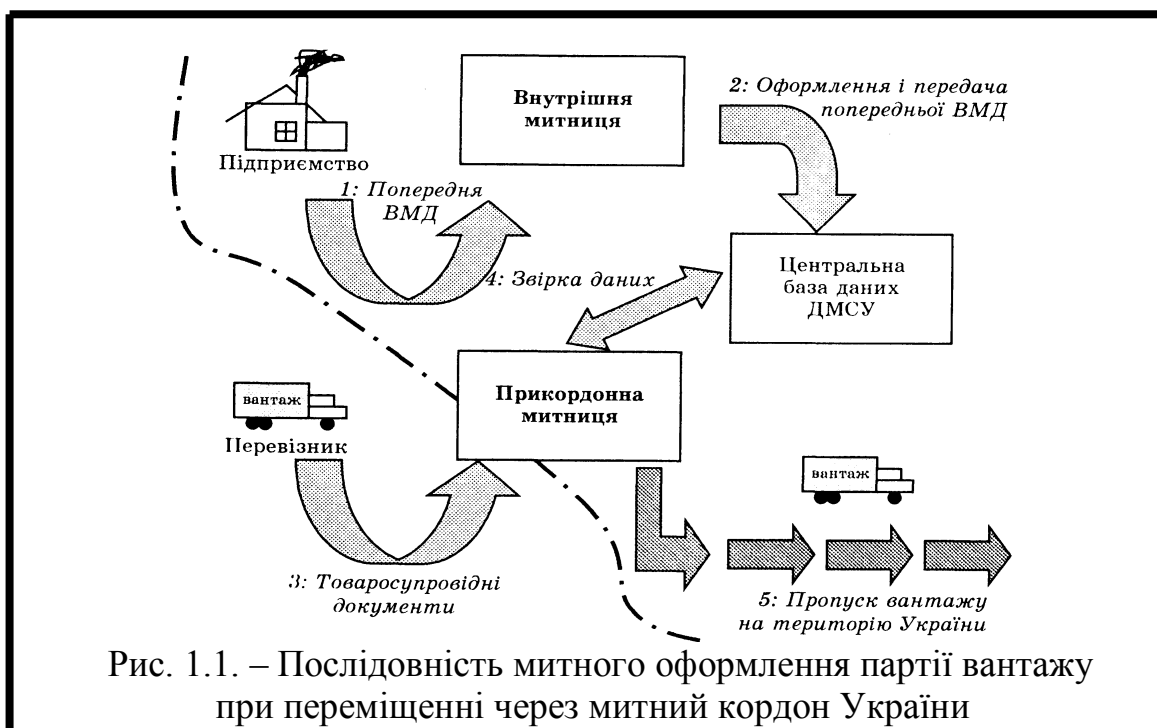 Внутрішня
митниця
2: Оформлення і передача
попередньої ВМД
Підприємство
1: Попередня
ВМД
Центральна
база даних
ДМСУ
4: Звірка даних
Прикордонна
митниця
вантаж
Перевізник
вантаж
3: Товаросупровідні
документи
5: Пропуск вантажу
на територію України
Рис. 1.1. – Послідовність митного оформлення партії вантажу
при переміщенні через митний кордон України